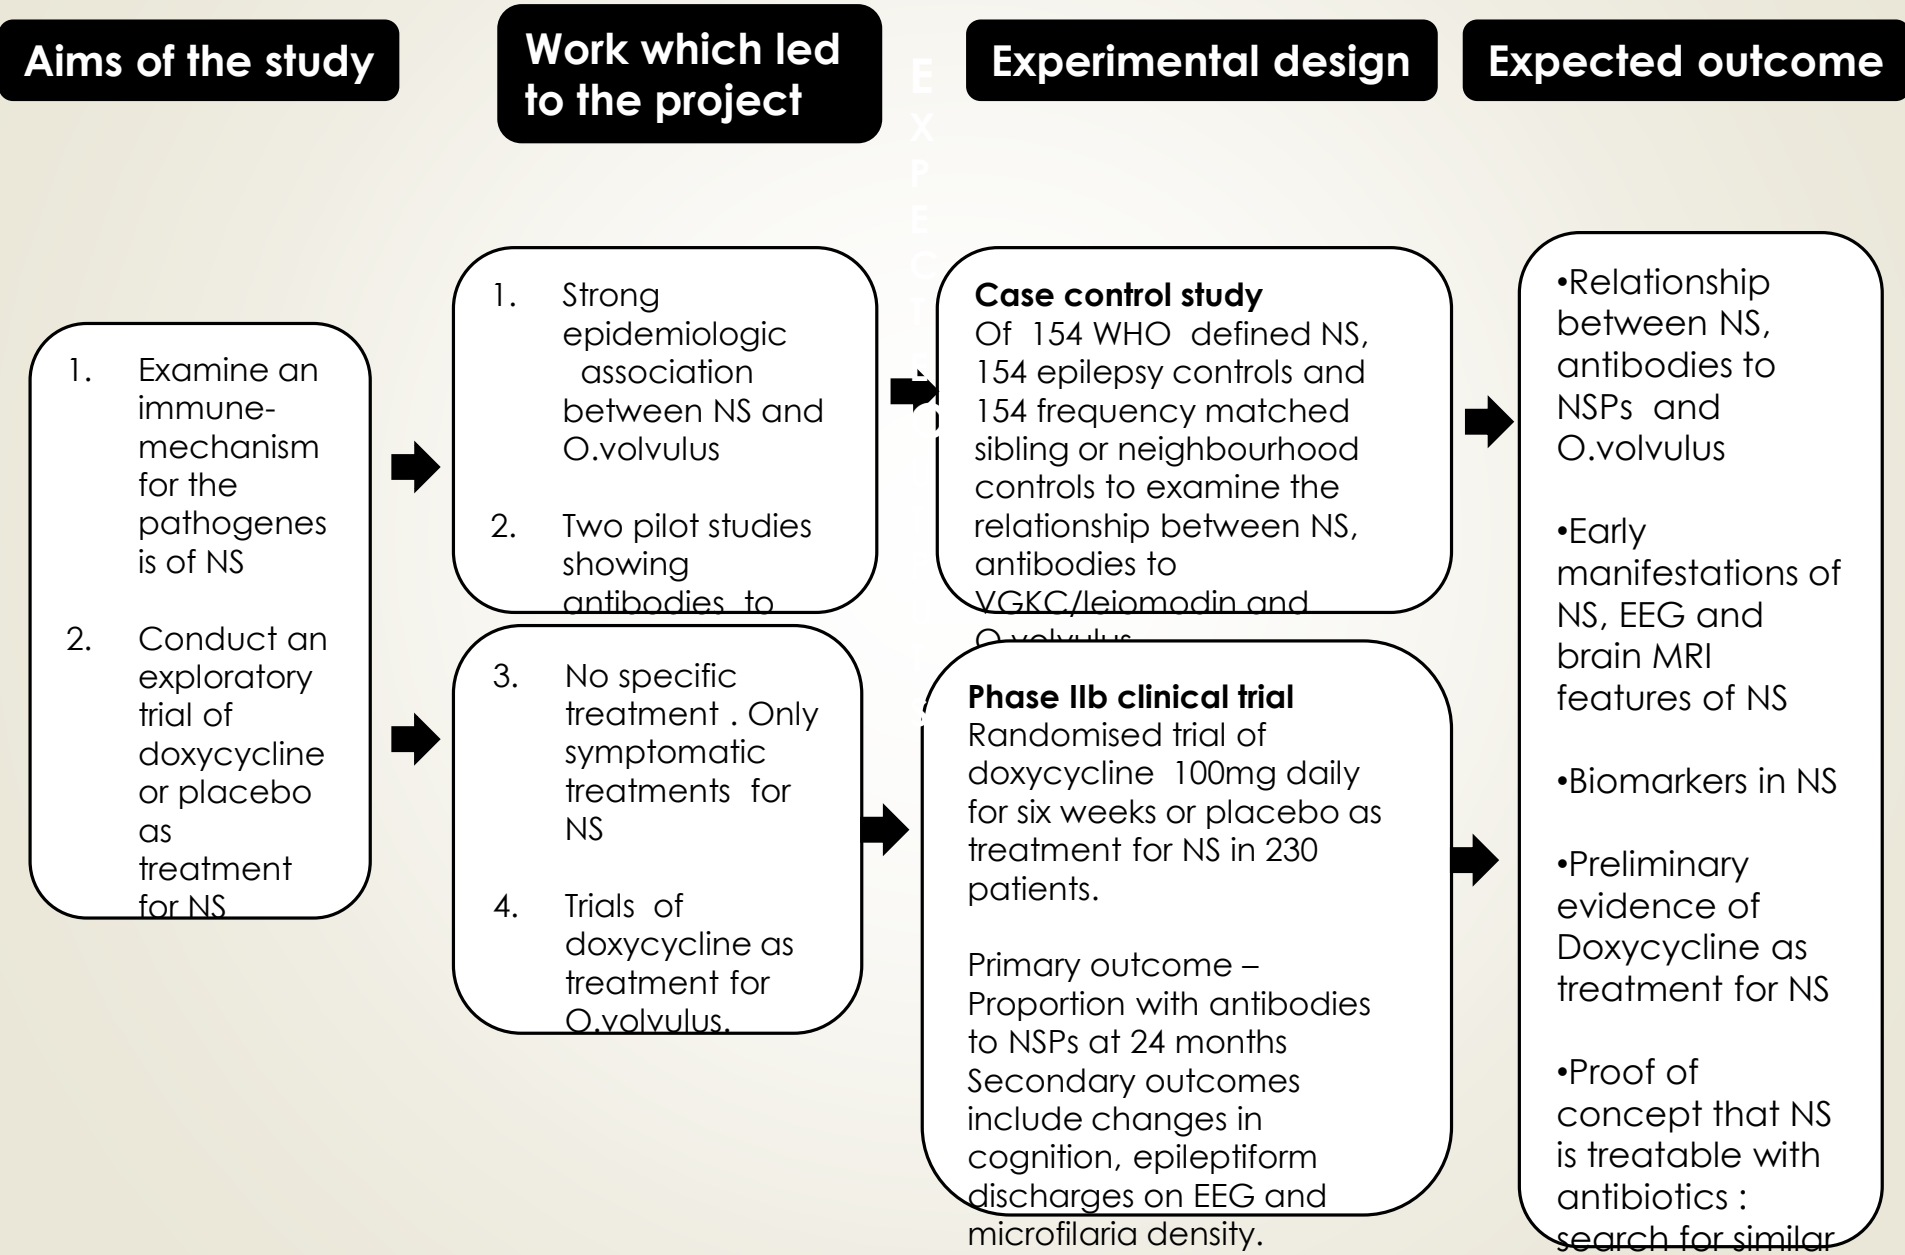 Aims of the study
Work which led
to the project
Experimental design
Expected outcome
1. Examine an
immune-
mechanism
for the
pathogenes
is of NS
2. Conduct an
exploratory
trial of
doxycycline
or placebo
as
treatment
for NS
1. Strong
epidemiologic
association
between NS and
O.volvulus
2. Two pilot studies
showing
antibodies to
3. No specific
treatment . Only
symptomatic
treatments for
NS
4. Trials of
doxycycline as
treatment for
O.volvulus.
E
X
P
E
C
T
Case control study
Of 154 WHO defined NS,
154 epilepsy controls and
154 frequency matched
sibling or neighbourhood
controls to examine the
relationship between NS,
antibodies to
VGKC/leiomodin and
O.volvulus
Phase IIb clinical trial
Randomised trial of
doxycycline 100mg daily
for six weeks or placebo as
treatment for NS in 230
patients.
Primary outcome –
Proportion with antibodies
to NSPs at 24 months
Secondary outcomes
include changes in
cognition, epileptiform
discharges on EEG and
microfilaria density.
•Relationship
between NS,
antibodies to
NSPs and
O.volvulus
•Early
manifestations of
NS, EEG and
brain MRI
features of NS
•Biomarkers in NS
•Preliminary
evidence of
Doxycycline as
treatment for NS
•Proof of
concept that NS
is treatable with
antibiotics :
search for similar